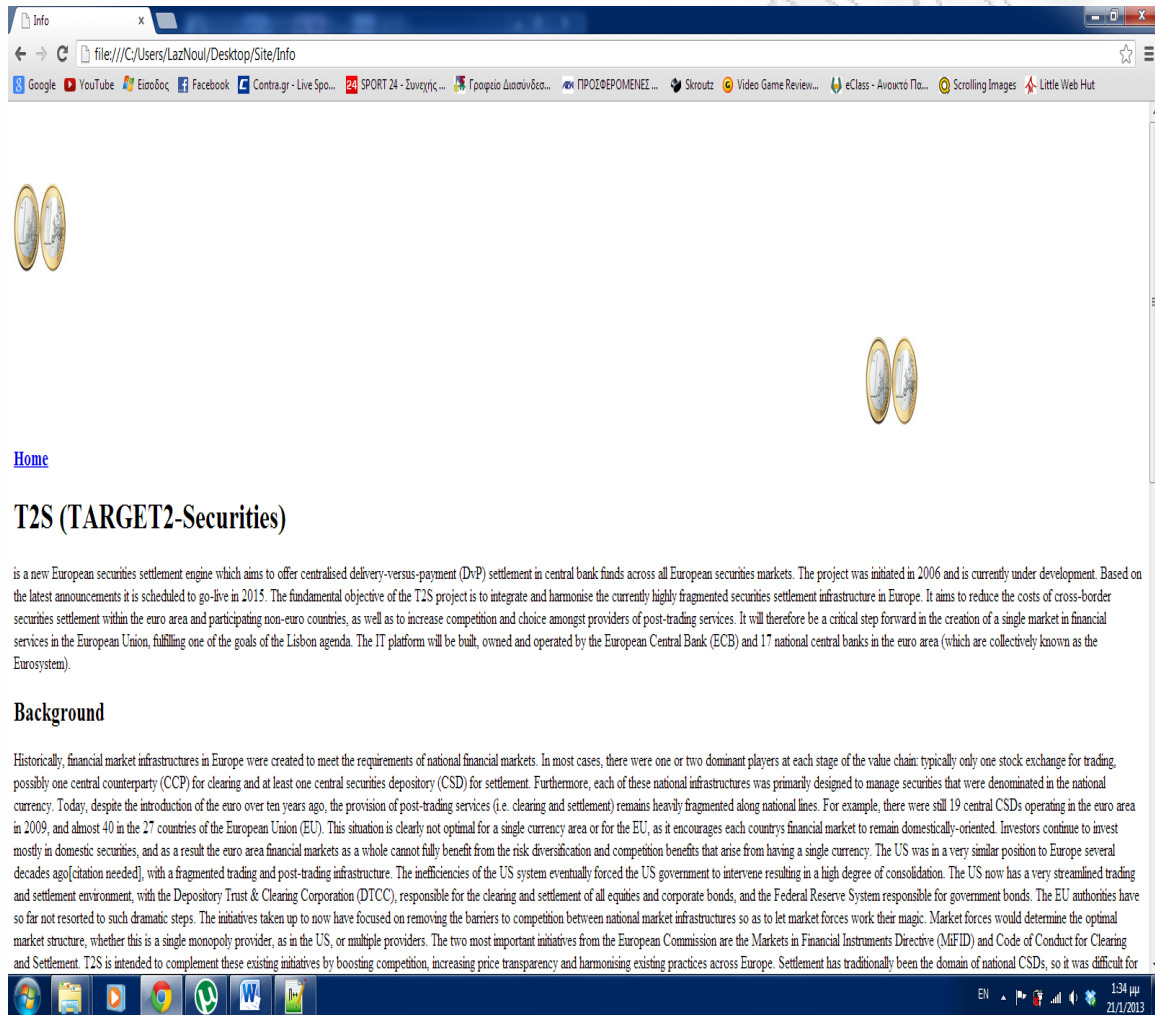 Info
file:///C:/Users/LazNoul/Desktop/Site/Info
Google YouTube Είσοδος Facebook Contra.gr - Live Spo... SPORT 24 - Συνεχής ... Γραφείο Διασύνδεσ... ΠΡΟΣΦΕΡΟΜΕΝΕΣ ... Skroutz Video Game Review... eClass - Ανοικτό Πα... Scrolling Images Little Web Hut
Home
T2S (TARGET2-Securities)
is a new European securities settlement engine which aims to offer centralised delivery-versus-payment (DvP) settlement in central bank funds across all European securities markets. The project was initiated in 2006 and is currently under development. Based on
the latest announcements it is scheduled to go-live in 2015. The fundamental objective of the T2S project is to integrate and harmonise the currently highly fragmented securities settlement infrastructure in Europe. It aims to reduce the costs of cross-border
securities settlement within the euro area and participating non-euro countries, as well as to increase competition and choice amongst providers of post-trading services. It will therefore be a critical step forward in the creation of a single market in financial
services in the European Union, fulfilling one of the goals of the Lisbon agenda. The IT platform will be built, owned and operated by the European Central Bank (ECB) and 17 national central banks in the euro area (which are collectively known as the
Eurosystem).
Background
Historically, financial market infrastructures in Europe were created to meet the requirements of national financial markets. In most cases, there were one or two dominant players at each stage of the value chain: typically only one stock exchange for trading,
possibly one central counterparty (CCP) for clearing and at least one central securities depository (CSD) for settlement. Furthermore, each of these national infrastructures was primarily designed to manage securities that were denominated in the national
currency. Today, despite the introduction of the euro over ten years ago, the provision of post-trading services (i.e. clearing and settlement) remains heavily fragmented along national lines. For example, there were still 19 central CSDs operating in the euro area
in 2009, and almost 40 in the 27 countries of the European Union (EU). This situation is clearly not optimal for a single currency area or for the EU, as it encourages each countrys financial market to remain domestically-oriented. Investors continue to invest
mostly in domestic securities, and as a result the euro area financial markets as a whole cannot fully benefit from the risk diversification and competition benefits that arise from having a single currency. The US was in a very similar position to Europe several
decades ago[citation needed], with a fragmented trading and post-trading infrastructure. The inefficiencies of the US system eventually forced the US government to intervene resulting in a high degree of consolidation. The US now has a very streamlined trading
and settlement environment, with the Depository Trust & Clearing Corporation (DTCC), responsible for the clearing and settlement of all equities and corporate bonds, and the Federal Reserve System responsible for government bonds. The EU authorities have
so far not resorted to such dramatic steps. The initiatives taken up to now have focused on removing the barriers to competition between national market infrastructures so as to let market forces work their magic. Market forces would determine the optimal
market structure, whether this is a single monopoly provider, as in the US, or multiple providers. The two most important initiatives from the European Commission are the Markets in Financial Instruments Directive (MiFID) and Code of Conduct for Clearing
and Settlement. T2S is intended to complement these existing initiatives by boosting competition, increasing price transparency and harmonising existing practices across Europe. Settlement has traditionally been the domain of national CSDs, so it was difficult for
EN 1:34 μμ
21/1/2013